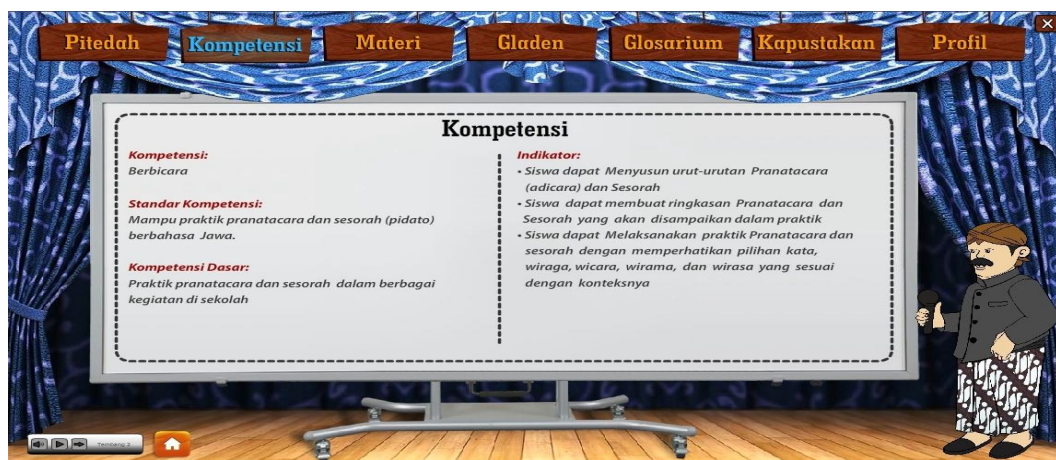 Pitedah
Kompetensi
Materi
Gladen
Glosarium
Kapustakan
Profil
Kompetensi
Kompetensi:
Berbicara
Standar Kompetensi:
Mampu praktik pranatacara dan sesorah (pidato)
berbahasa Jawa.
Kompetensi Dasar:
Praktik pranatacara dan sesorah dalam berbagai
kegiatan di sekolah
Indikator:
• Siswa dapat Menyusun urut-urutan Pranatacara
(adicara) dan Sesorah
• Siswa dapat membuat ringkasan Pranatacara dan
Sesorah yang akan disampaikan dalam praktik
• Siswa dapat Melaksanakan praktik Pranatacara dan
sesorah dengan memperhatikan pilihan kata,
wiraga, wicara, wirama, dan wirasa yang sesuai
dengan konteksnya
Tembang 2